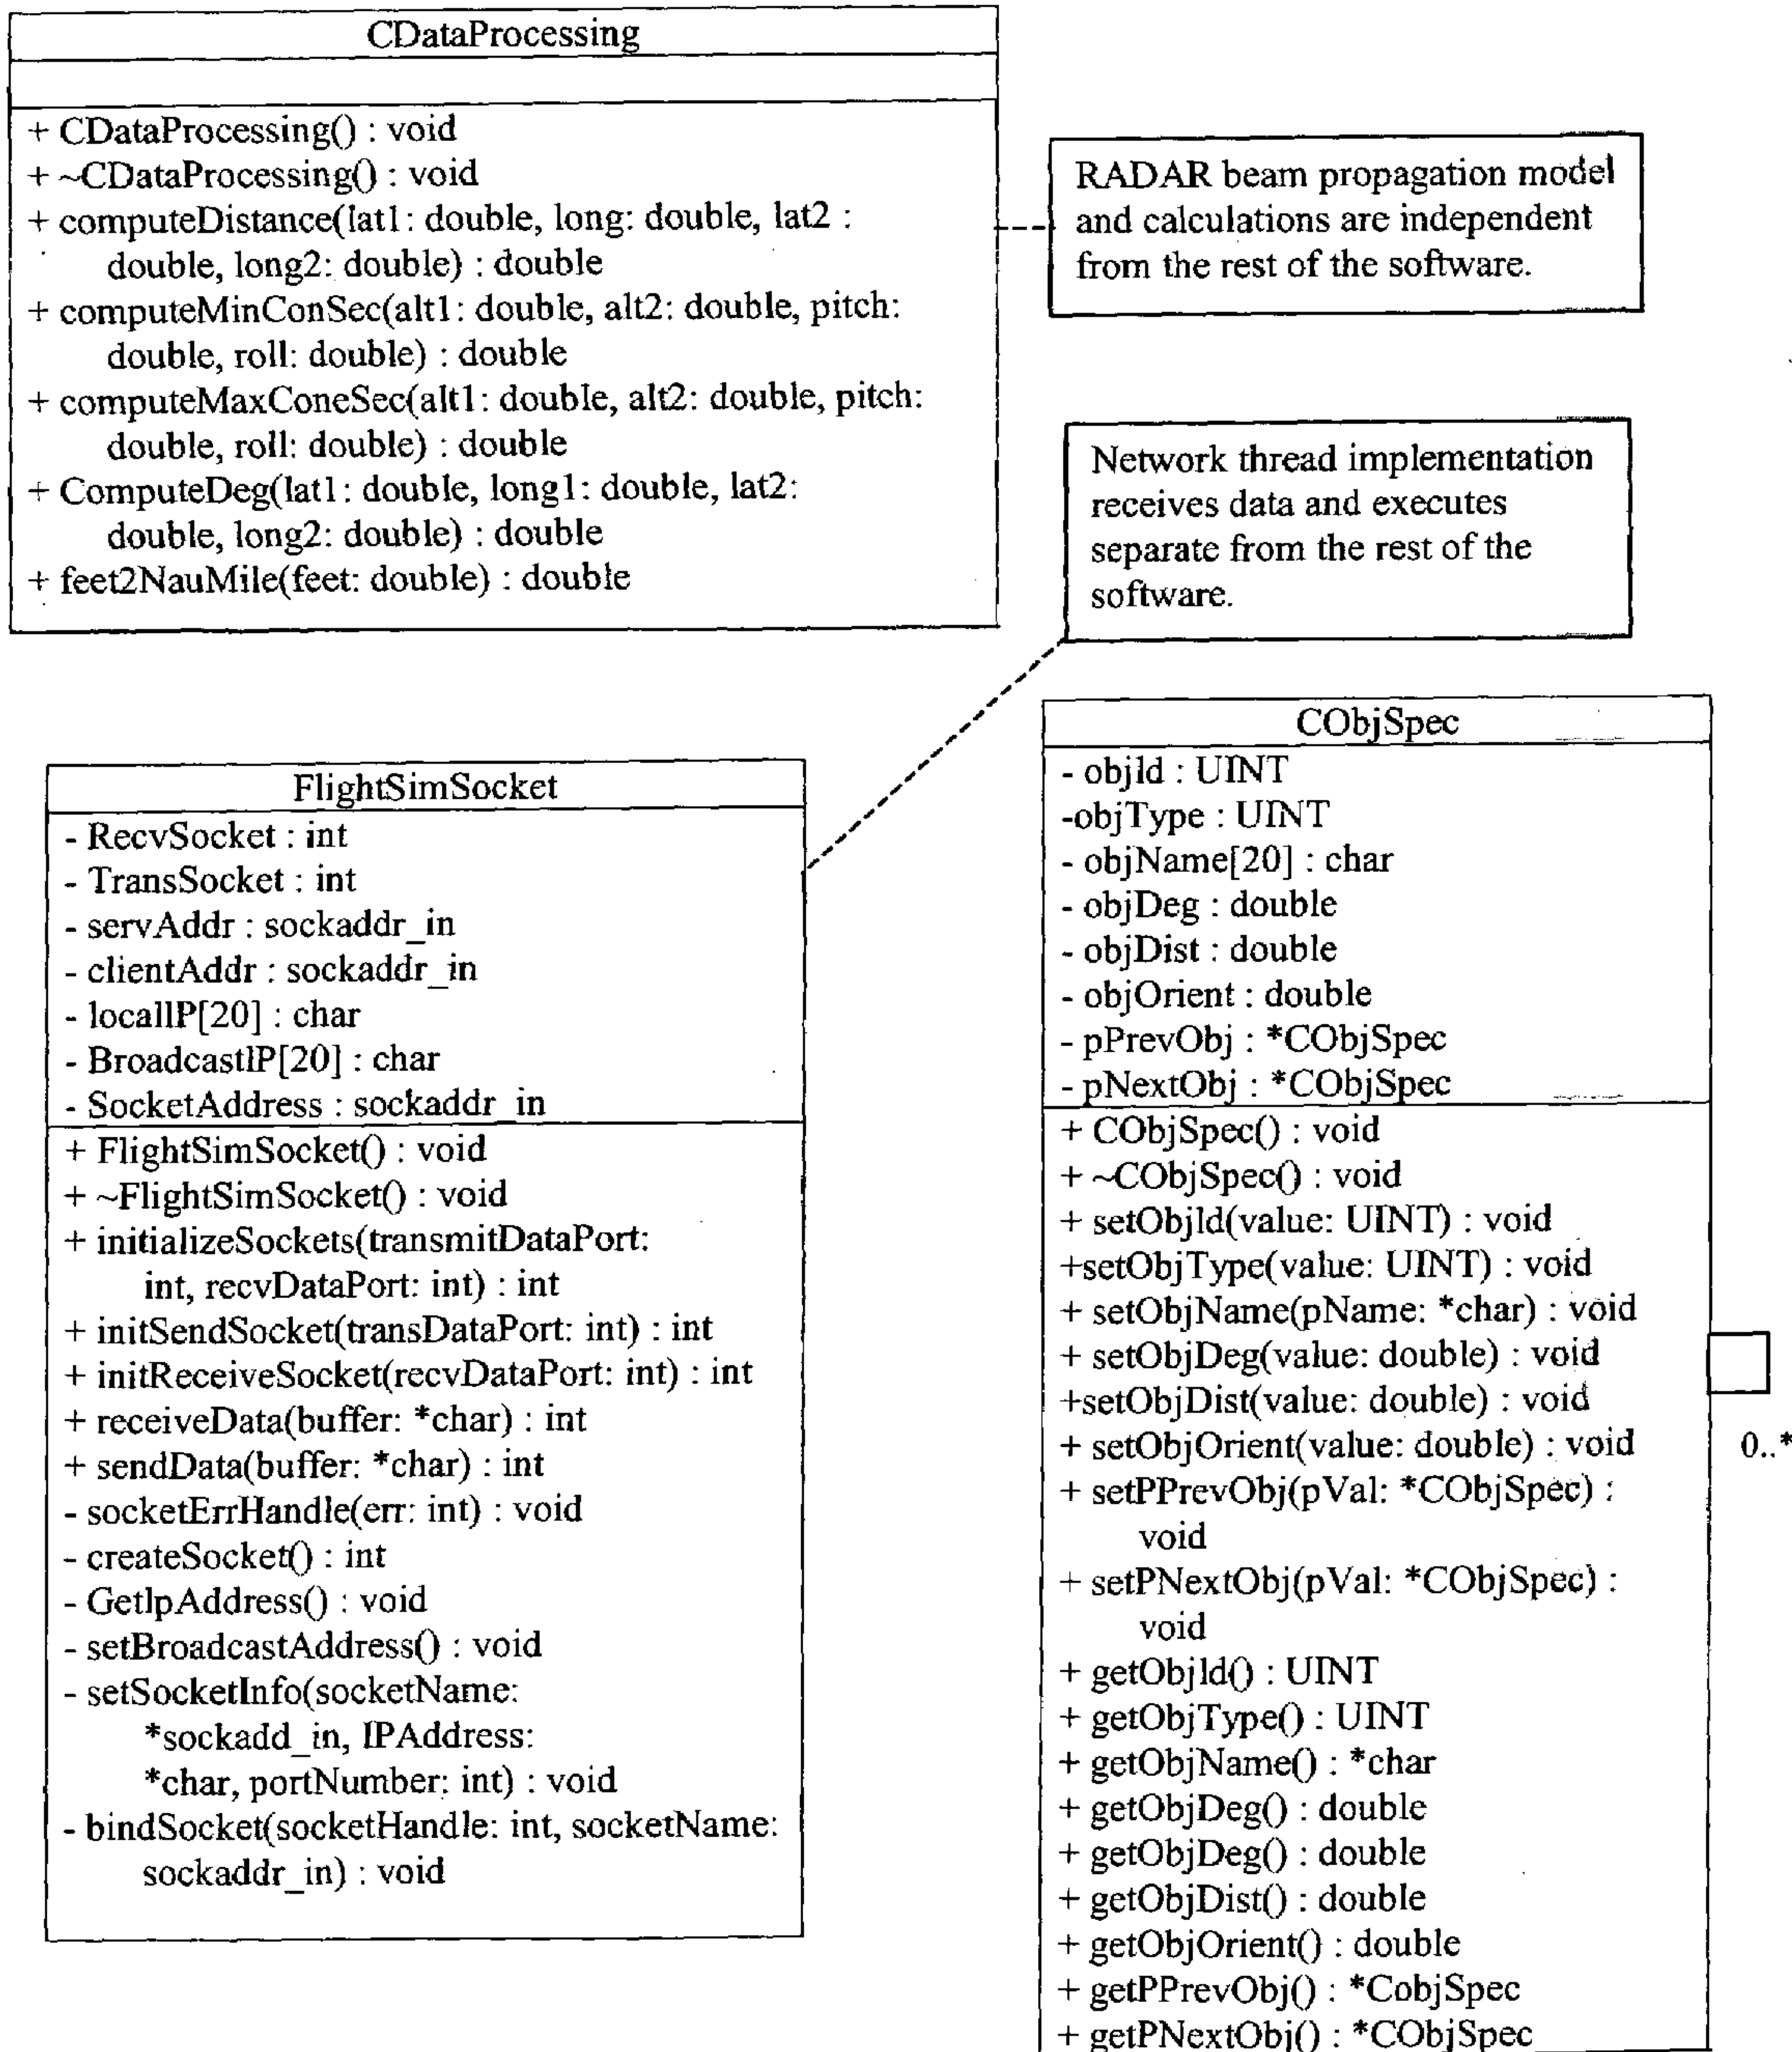 CDataProcessing
+ CDataProcessing() : void
+ ~CDataProcessing() : void
+ computeDistance(lat1: double, long: double, lat2 :
double, long2: double) : double
+ computeMinConSec(alt1: double, alt2: double, pitch:
double, roll: double) : double
+ computeMaxConeSec(alt1: double, alt2: double, pitch:
double, roll: double) : double
+ ComputeDeg(lat1: double, long1: double, lat2:
double, long2: double) : double
+ feet2NauMile(feet: double) : double
RADAR beam propagation model
and calculations are independent
from the rest of the software.
Network thread implementation
receives data and executes
separate from the rest of the
software.
FlightSimSocket
- RecvSocket : int
- TransSocket : int
- servAddr : sockaddr_in
- clientAddr : sockaddr_in
- localIP[20] : char
- BroadcastIP[20] : char
- SocketAddress : sockaddr_in
+ FlightSimSocket() : void
+ ~FlightSimSocket() : void
+ initializeSockets(transmitDataPort:
int, recvDataPort: int) : int
+ initSendSocket(transDataPort: int) : int
+ initReceiveSocket(recvDataPort: int) : int
+ receiveData(buffer: *char) : int
+ sendData(buffer: *char) : int
- socketErrHandle(err: int) : void
- createSocket() : int
- GetIpAddress() : void
- setBroadcastAddress() : void
- setSocketInfo(socketName:
*sockadd_in, IPAddress:
*char, portNumber: int) : void
- bindSocket(socketHandle: int, socketName:
sockaddr_in) : void
CObjSpec
- objId : UINT
-objType : UINT
- objName[20] : char
- objDeg : double
- objDist : double
- objOrient : double
- pPrevObj : *CObjSpec
- pNextObj : *CObjSpec
+ CObjSpec() : void
+ ~CObjSpec() : void
+ setObjId(value: UINT) : void
+setObjType(value: UINT) : void
+ setObjName(pName: *char) : void
+ setObjDeg(value: double) : void
+setObjDist(value: double) : void
+ setObjOrient(value: double) : void
+ setPPrevObj(pVal: *CObjSpec) :
void
+ setPNextObj(pVal: *CObjSpec) :
void
+ getObjId() : UINT
+ getObjType() : UINT
+ getObjName() : *char
+ getObjDeg() : double
+ getObjDeg() : double
+ getObjDist() : double
+ getObjOrient() : double
+ getPPrevObj() : *CobjSpec
+ getPNextObj() : *CObjSpec
0..*